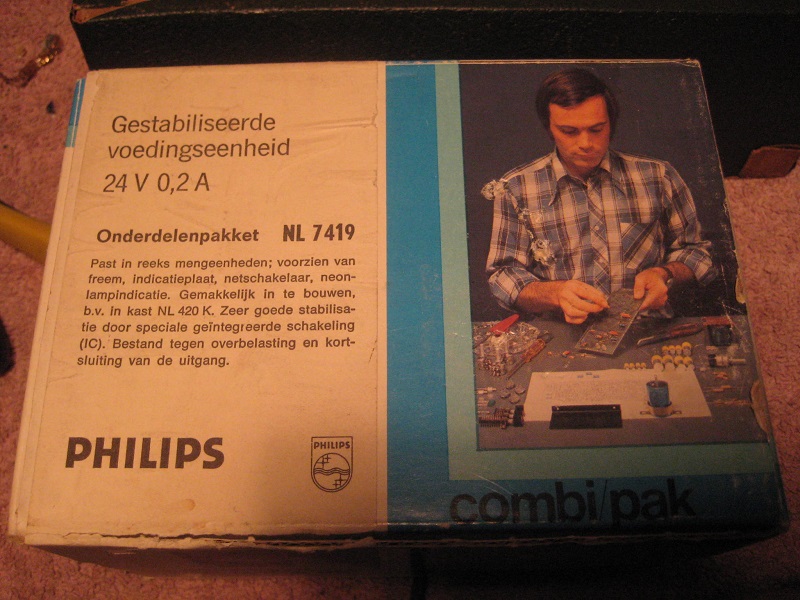 Gestabiliseerde
voedingseenheid
24 V 0,2 A
Onderdelenpakket NL 7419
Past in reeks mengeenheden; voorzien van
freem, indicatieplaat, netschakelaar, neon-
lampindicatie. Gemakkelijk in te bouwen,
b.v. in kast NL 420 K. Zeer goede stabilisa-
tie door speciale geïntegreerde schakeling
(IC). Bestand tegen overbelasting en kort-
sluiting van de uitgang.
PHILIPS
PHILIPS
combi/pak